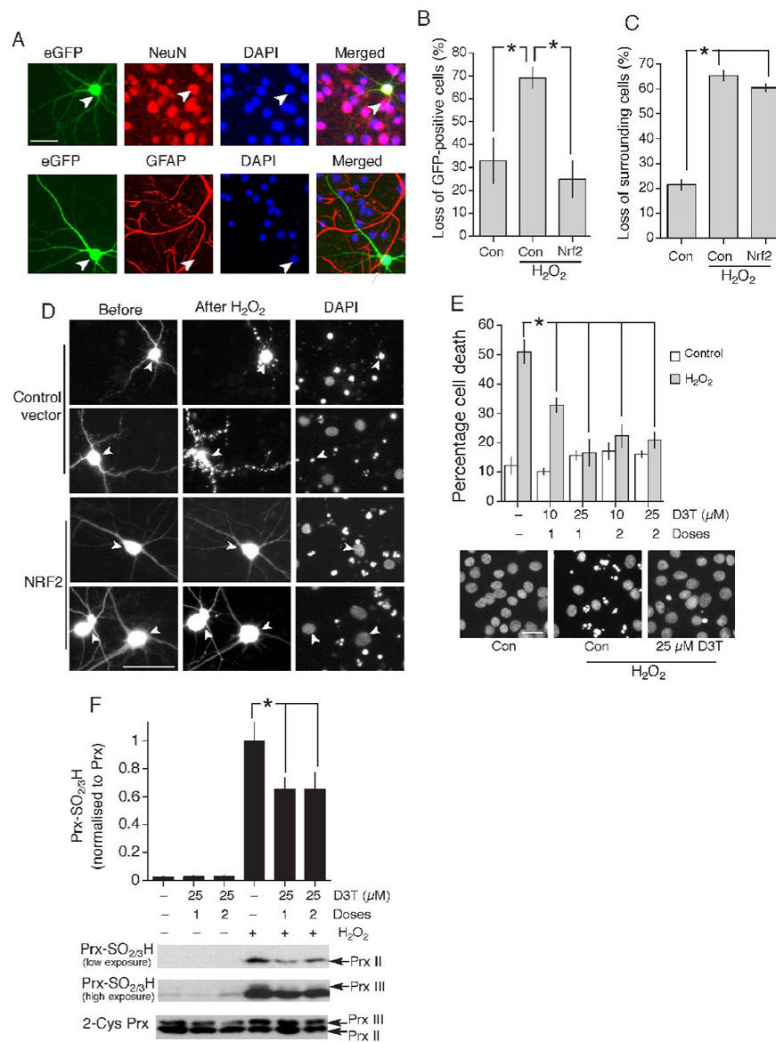 A
eGFP NeuN DAPI Merged
eGFP GFAP DAPI Merged
B
Loss of GFP-positive cells (%)
80
70
60
50
40
30
20
10
0
* *
Con Con Nrf2
H₂O₂
C
Loss of surrounding cells (%)
70
60
50
40
30
20
10
0
*
Con Con Nrf2
H₂O₂
D
Before After H₂O₂ DAPI
Control
vector
NRF2
E
Percentage cell death
60
50
40
30
20
10
0
*
Control
H₂O₂
– 10 25 10 25 D3T (µM)
– 1 1 2 2 Doses
Con Con 25 µM D3T
H₂O₂
F
Prx-SO₂/₃H
(normalised to Prx)
1
0.8
0.6
0.4
0.2
0
*
– 25 25 – 25 25 D3T (µM)
– 1 2 – 1 2 Doses
– – – + + + H₂O₂
Prx-SO₂/₃H
(low exposure)
Prx II
Prx-SO₂/₃H
(high exposure)
Prx III
2-Cys Prx
Prx III
Prx II